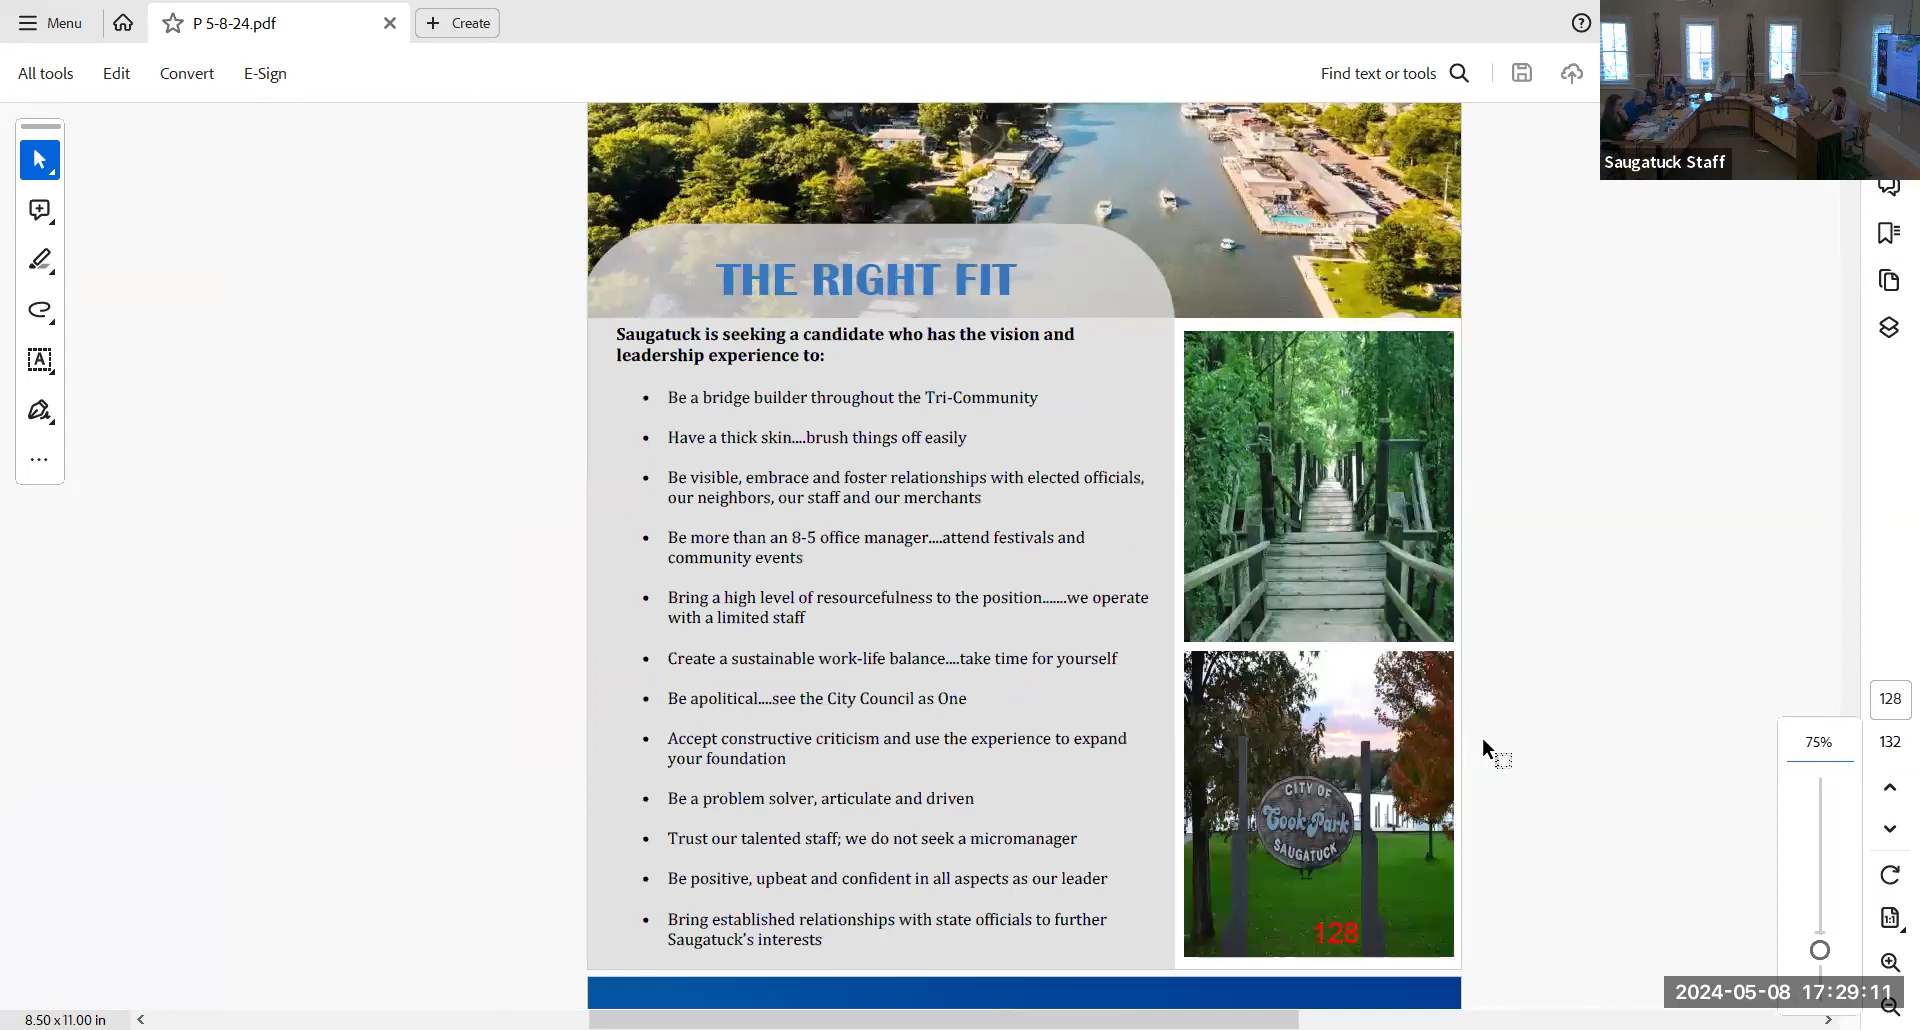 Menu
P 5-8-24.pdf
Create
All tools
Edit
Convert
E-Sign
Find text or tools
Saugatuck Staff
THE RIGHT FIT
Saugatuck is seeking a candidate who has the vision and
leadership experience to:
• Be a bridge builder throughout the Tri-Community
• Have a thick skin....brush things off easily
• Be visible, embrace and foster relationships with elected officials,
our neighbors, our staff and our merchants
• Be more than an 8-5 office manager....attend festivals and
community events
• Bring a high level of resourcefulness to the position.......we operate
with a limited staff
• Create a sustainable work-life balance....take time for yourself
• Be apolitical....see the City Council as One
• Accept constructive criticism and use the experience to expand
your foundation
• Be a problem solver, articulate and driven
• Trust our talented staff; we do not seek a micromanager
• Be positive, upbeat and confident in all aspects as our leader
• Bring established relationships with state officials to further
Saugatuck's interests
CITY OF
Cook Park
SAUGATUCK
128
128
75%
132
1:1
2024-05-08 17:29:11
8.50 x 11.00 in